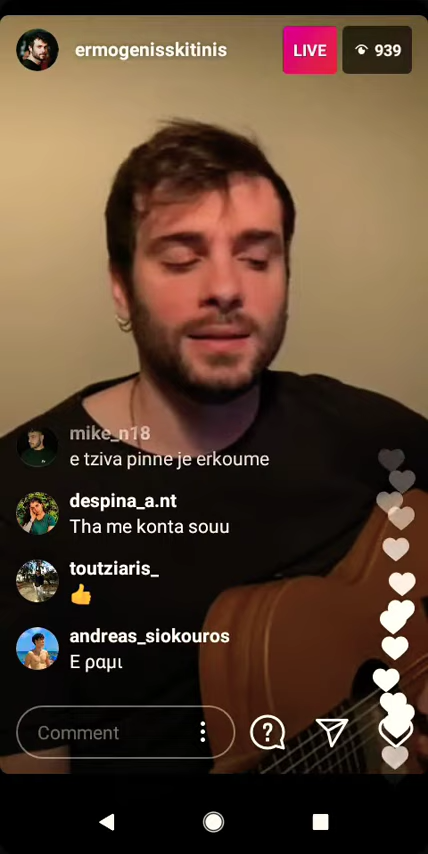 ermogenisskitinis
LIVE
939
mike_n18
e tziva pinne je erkoume
despina_a.nt
Tha me konta souu
toutziaris_
👍
andreas_siokouros
Ε ραμι
Comment